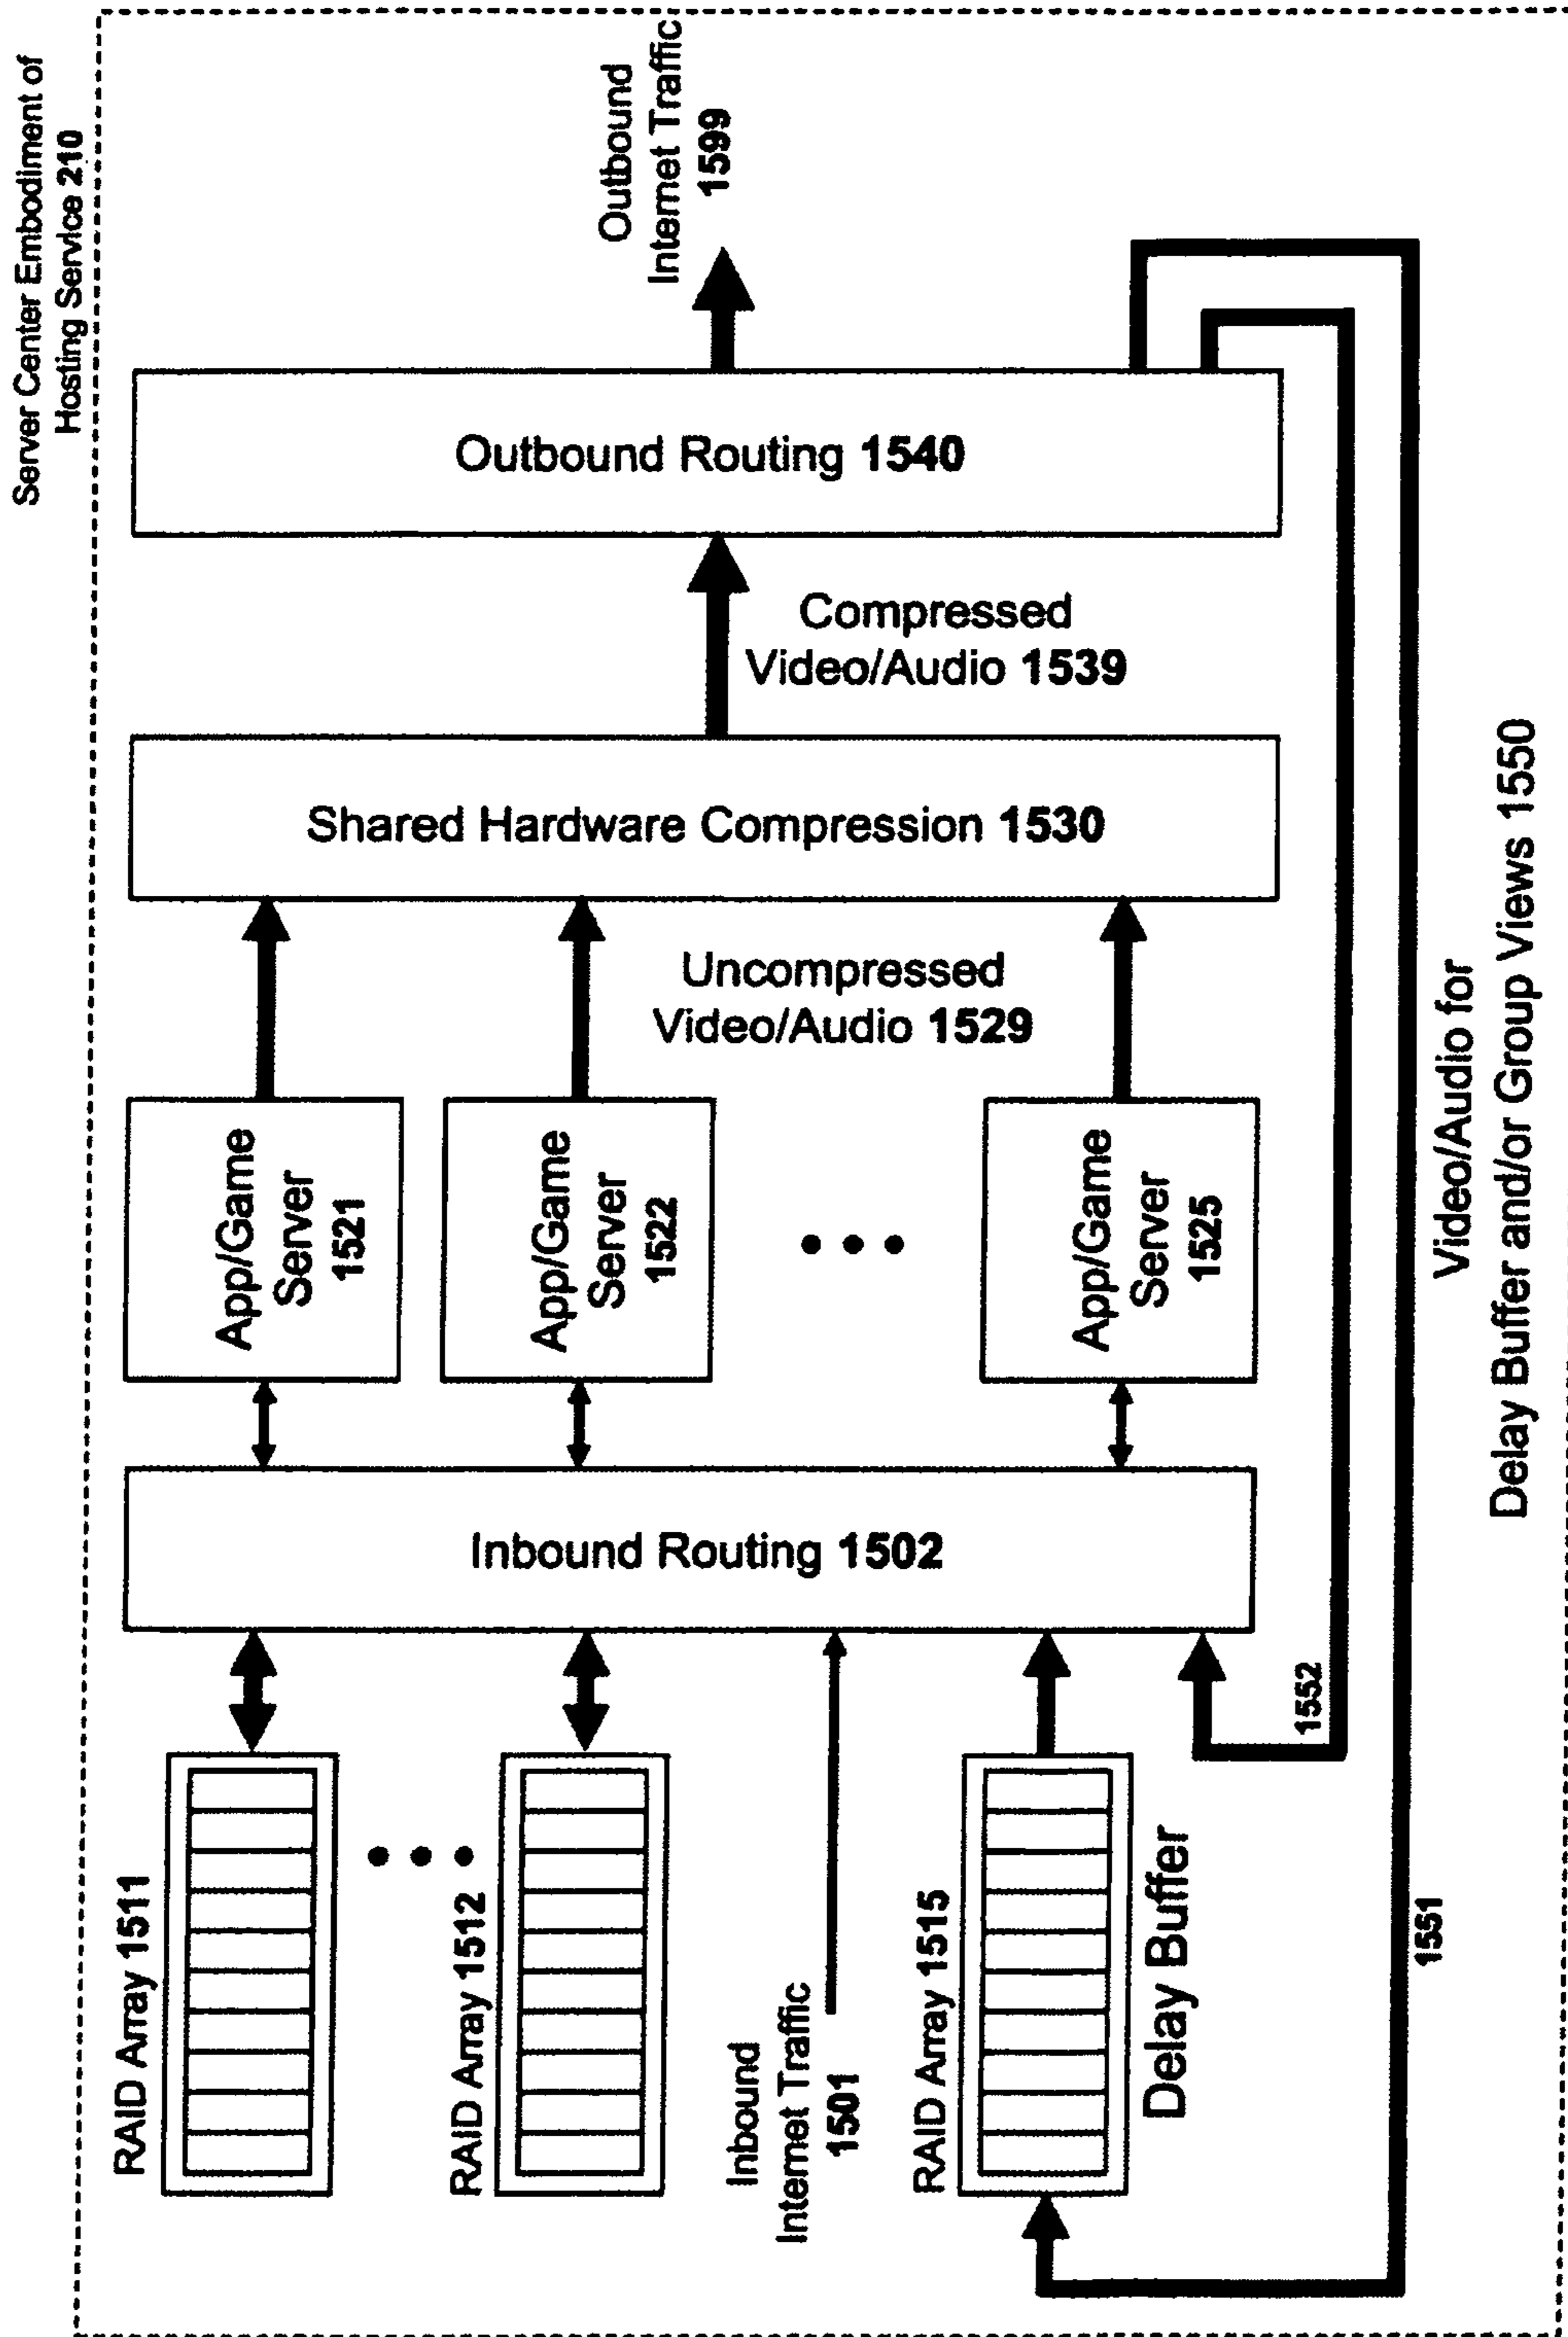 Server Center Embodiment of
Hosting Service 210
RAID Array 1511
RAID Array 1512
Inbound
Internet Traffic
1501
RAID Array 1515
Delay Buffer
Inbound Routing 1502
App/Game
Server
1521
App/Game
Server
1522
App/Game
Server
1525
Uncompressed
Video/Audio 1529
Shared Hardware Compression 1530
Compressed
Video/Audio 1539
Outbound Routing 1540
Outbound
Internet Traffic
1599
1552
1551
Video/Audio for
Delay Buffer and/or Group Views 1550